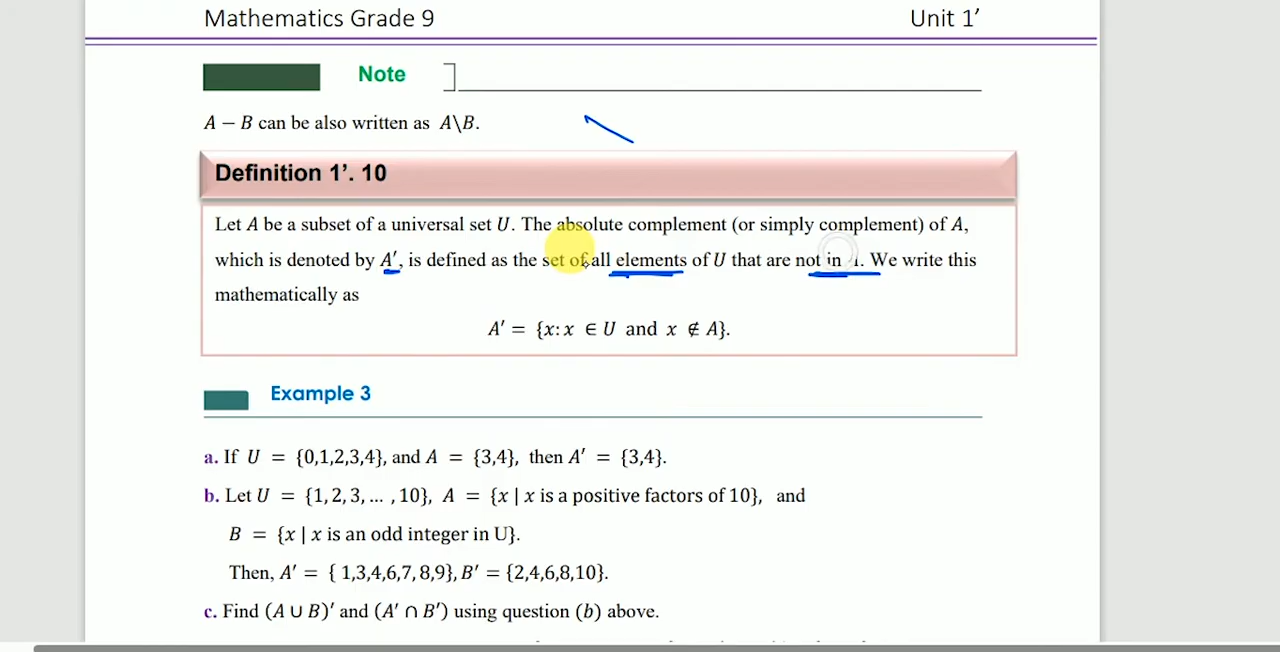 Mathematics Grade 9 Unit 1′
Note
A − B can be also written as A\B.
Definition 1’. 10
Let A be a subset of a universal set U. The absolute complement (or simply complement) of A,
which is denoted by A′, is defined as the set of all elements of U that are not in . We write this
mathematically as
A′ = {x: x ∈ U and x ∉ A}.
Example 3
a. If U = {0,1,2,3,4}, and A = {3,4}, then A′ = {3,4}.
b. Let U = {1, 2, 3, … , 10}, A = {x | x is a positive factors of 10}, and
B = {x | x is an odd integer in U}.
Then, A′ = { 1,3,4,6,7, 8,9}, B′ = {2,4,6,8,10}.
c. Find (A ∪ B)′ and (A′ ∩ B′) using question (b) above.